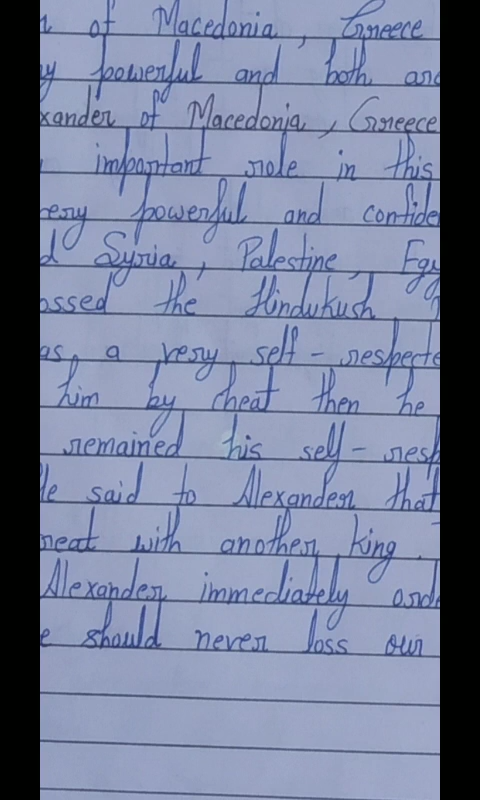 r of Macedonia, Greece
y powerful and both are
xander of Macedonia, Greece
important role in this
very powerful and confide
d Syria, Palestine, Egy
ossed the Hindukush,
as a very self-respecte
him by cheat then he
remained his self-resp
He said to Alexander that
reat with another king.
Alexander immediately ord
e should never loss our